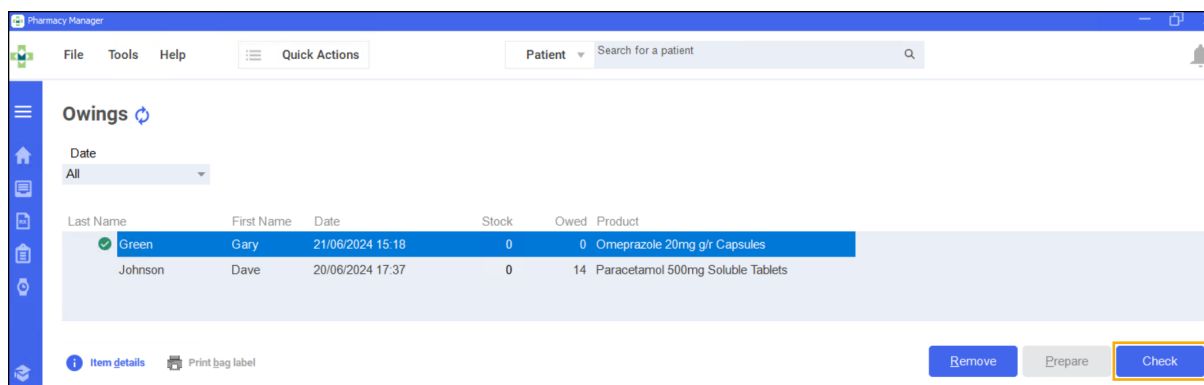 Pharmacy Manager
File Tools Help Quick Actions Patient Search for a patient
Owings
Date
All
Last Name First Name Date Stock Owed Product
Green Gary 21/06/2024 15:18 0 0 Omeprazole 20mg g/r Capsules
Johnson Dave 20/06/2024 17:37 0 14 Paracetamol 500mg Soluble Tablets
Item details Print bag label Remove Prepare Check